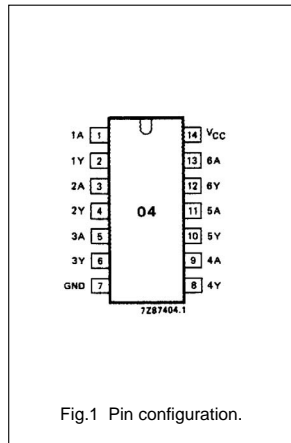 1A 1 14 VCC
1Y 2 13 6A
2A 3 12 6Y
2Y 4 04 11 5A
3A 5 10 5Y
3Y 6 9 4A
GND 7 8 4Y
7Z87404.1
Fig.1 Pin configuration.